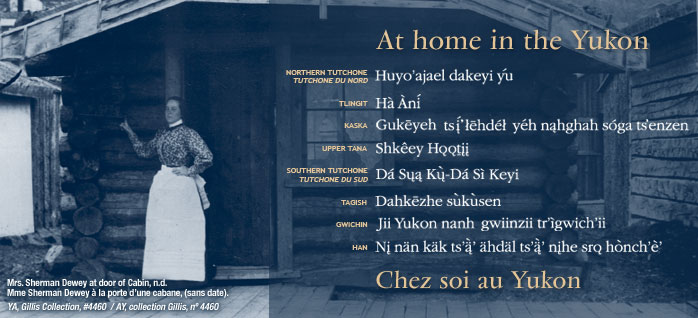 At home in the Yukon
NORTHERN TUTCHONE
TUTCHONE DU NORD
Huyo'ajael dakeyi yú
TLINGIT Hà Àní
KASKA Gukēyeh tsį́ʼłēhdéł yéh nąhghah sóga ts'enzen
UPPER TANA Shkêey Hǫǫtįį
SOUTHERN TUTCHONE
TUTCHONE DU SUD
Dá Sųą Kų̀-Dá Sì Keyi
TAGISH Dahkēzhe sùkùsen
GWICHIN Jii Yukon nanh gwiinzii tr'ìgwich'ii
HAN Nį nän käk ts'ą̈̀' ähdäl ts'ą̈̀' nįhe srǫ hònch'è'
Chez soi au Yukon
Mrs. Sherman Dewey at door of Cabin, n.d.
Mme Sherman Dewey à la porte d'une cabane, (sans date).
YA, Gillis Collection, #4460 / AY, collection Gillis, nº 4460